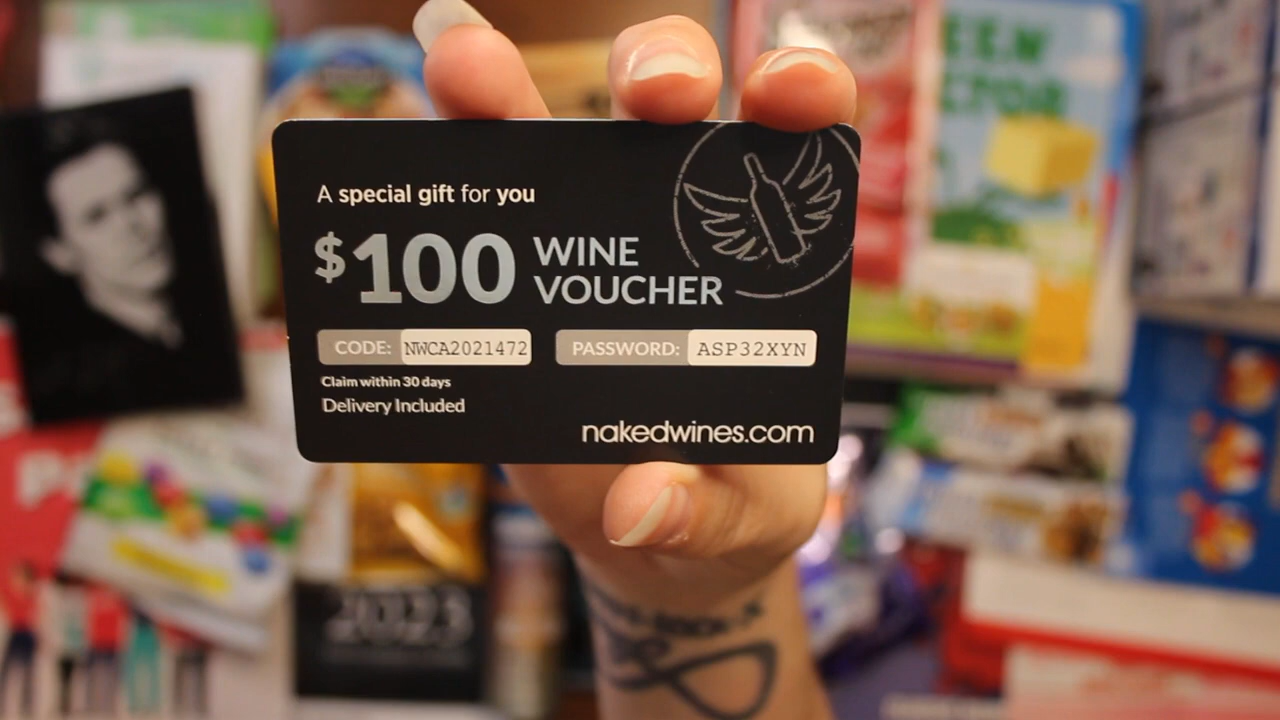 A special gift for you
$100 WINE
VOUCHER
CODE: NWCA2021472 PASSWORD: ASP32XYN
Claim within 30 days
Delivery Included
nakedwines.com
2023